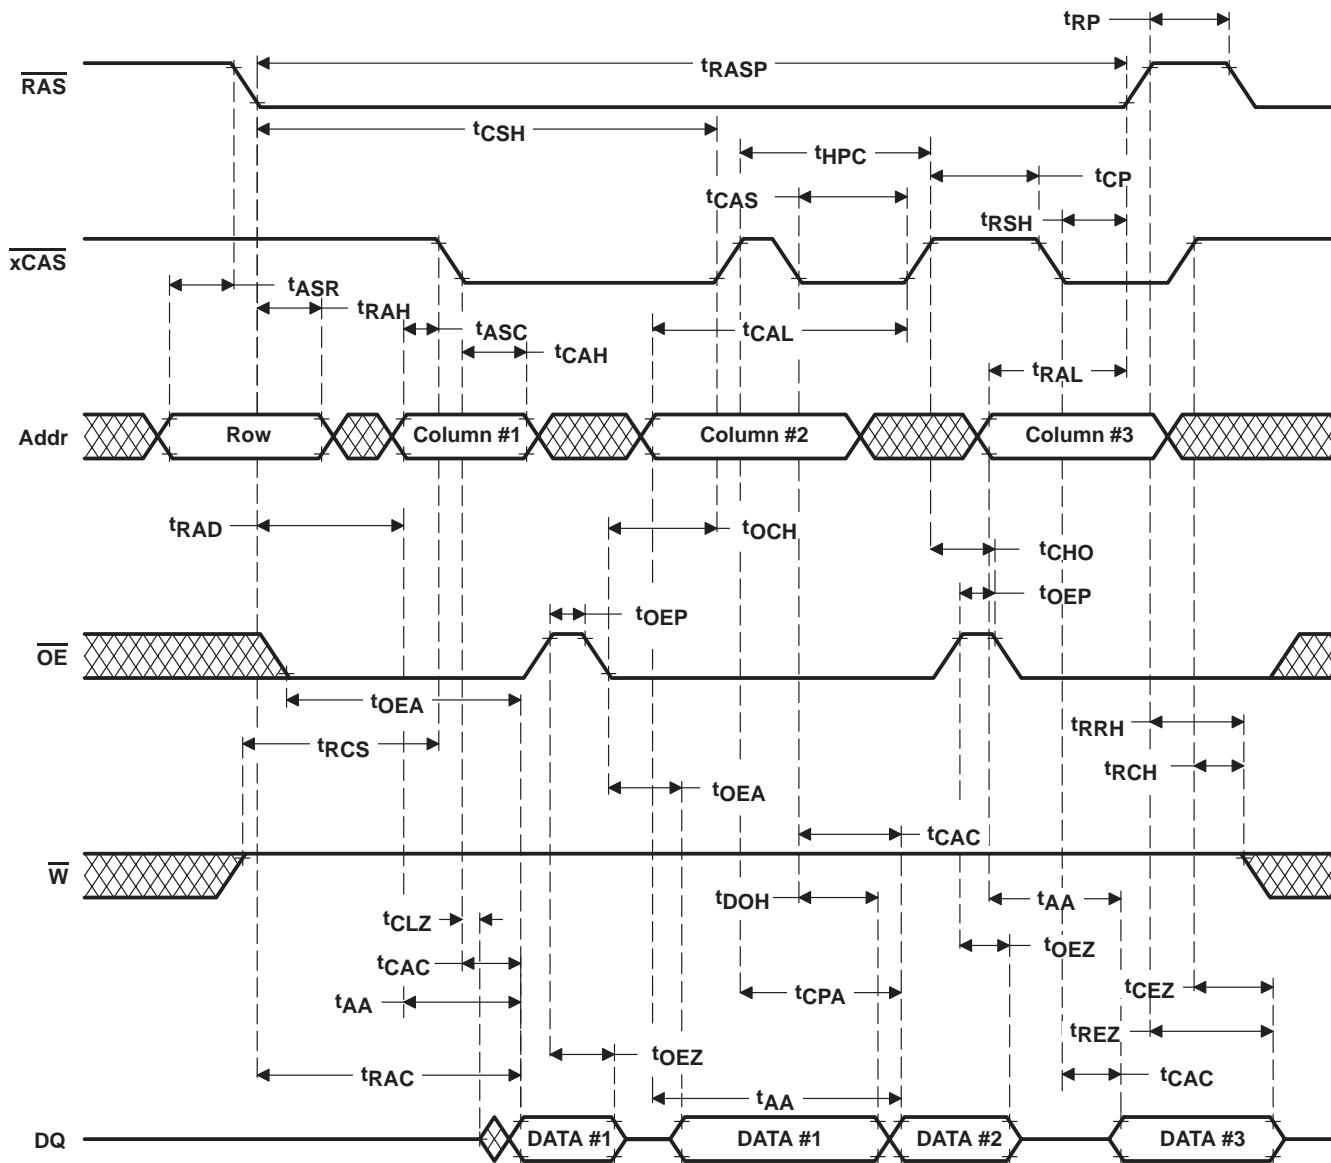 tRP
RAS
tRASP
tCSH
tHPC
tCAS
tCP
tRSH
xCAS
tASR
tRAH
tASC
tCAL
tCAH
tRAL
Addr
Row
Column #1
Column #2
Column #3
tRAD
tOCH
tCHO
tOEP
tOEP
OE
tOEA
tRRH
tRCS
tRCH
tOEA
tCAC
W
tDOH
tAA
tCLZ
tOEZ
tCAC
tCPA
tCEZ
tAA
tREZ
tOEZ
tRAC
tCAC
tAA
DQ
DATA #1
DATA #1
DATA #2
DATA #3